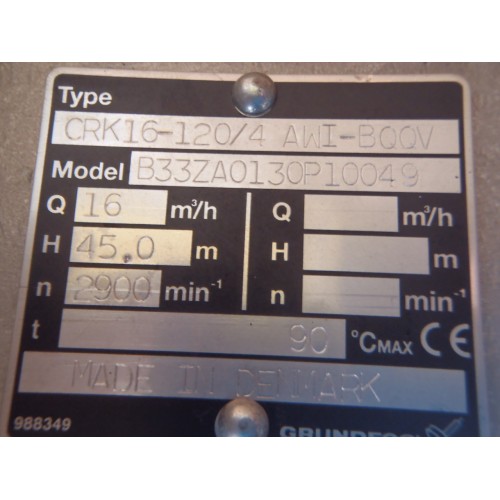 Type
CRK16-120/4 AWI-BQQV
Model B33ZA0130P10049
Q 16 m³/h Q m³/h
H 45.0 m H m
n 2900 min⁻¹ n min⁻¹
t 90 °CMAX CE
MADE IN DENMARK
988349 GRUNDFOS